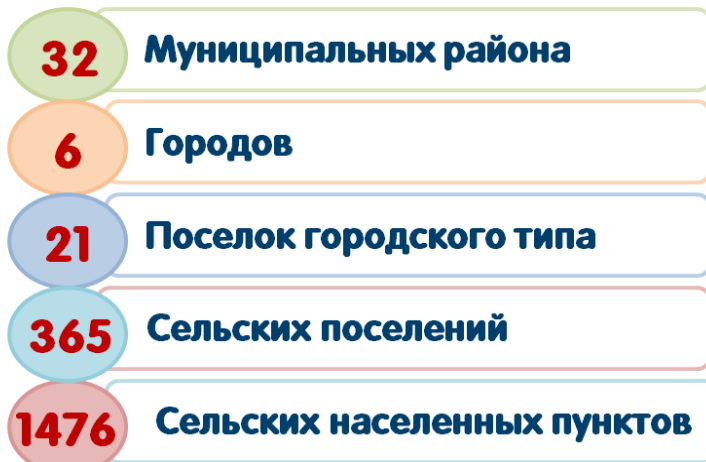 32 Муниципальных района
6 Городов
21 Поселок городского типа
365 Сельских поселений
1476 Сельских населенных пунктов